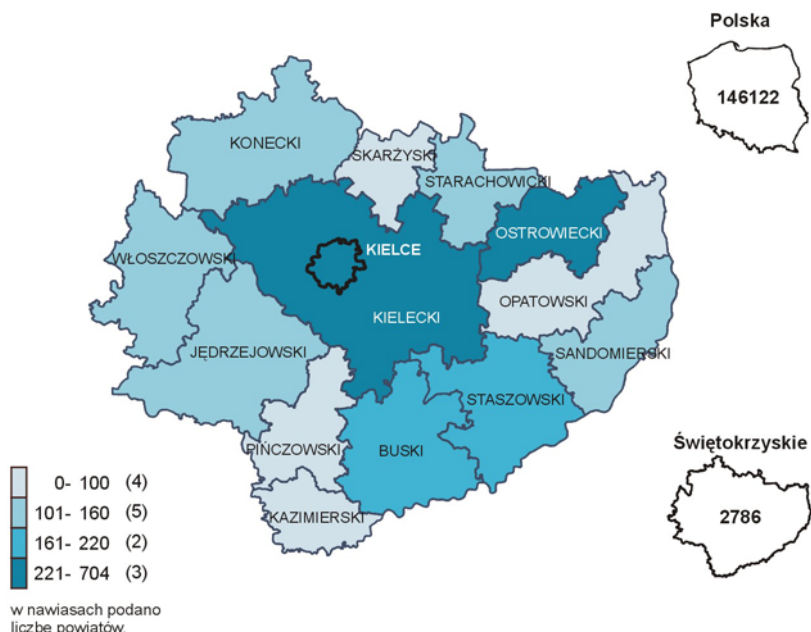 Polska
146122
KONECKI
SKARŻYSKI
STARACHOWICKI
OSTROWIECKI
WŁOSZCZOWSKI
KIELCE
OPATOWSKI
KIELECKI
JĘDRZEJOWSKI
SANDOMIERSKI
STASZOWSKI
PIŃCZOWSKI
BUSKI
KAZIMIERSKI
Świętokrzyskie
2786
0- 100 (4)
101- 160 (5)
161- 220 (2)
221- 704 (3)
w nawiasach podano
liczbę powiatów.